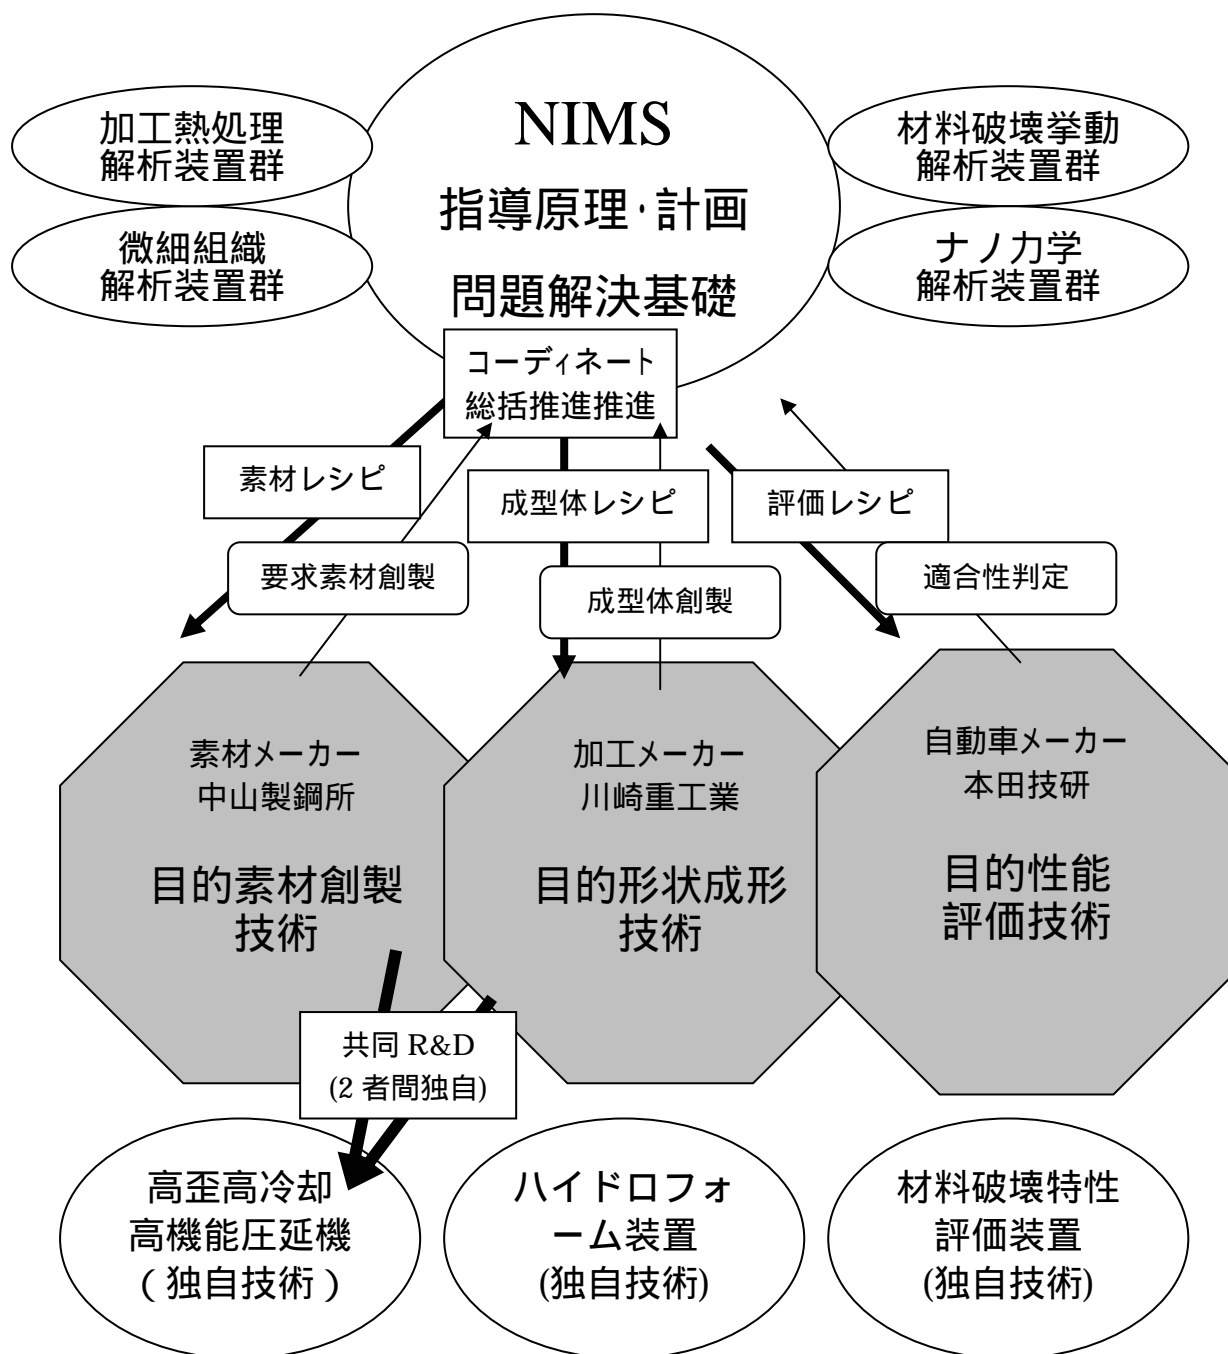 NIMS
指導原理・計画
問題解決基礎
加工熱処理
解析装置群
微細組織
解析装置群
材料破壊挙動
解析装置群
ナノ力学
解析装置群
コーディネート
総括推進推進
素材レシピ
成型体レシピ
評価レシピ
要求素材創製
成型体創製
適合性判定
素材メーカー
中山製鋼所
目的素材創製
技術
加工メーカー
川崎重工業
目的形状成形
技術
自動車メーカー
本田技研
目的性能
評価技術
共同 R&D
(2 者間独自)
高歪高冷却
高機能圧延機
（独自技術）
ハイドロフォ
ーム装置
(独自技術)
材料破壊特性
評価装置
(独自技術)